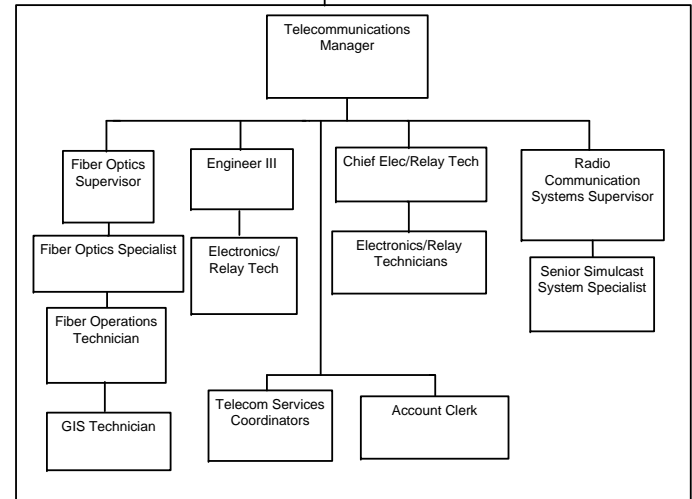 Telecommunications
Manager
Fiber Optics
Supervisor
Engineer III
Chief Elec/Relay Tech
Radio
Communication
Systems Supervisor
Fiber Optics Specialist
Electronics/
Relay Tech
Electronics/Relay
Technicians
Senior Simulcast
System Specialist
Fiber Operations
Technician
GIS Technician
Telecom Services
Coordinators
Account Clerk